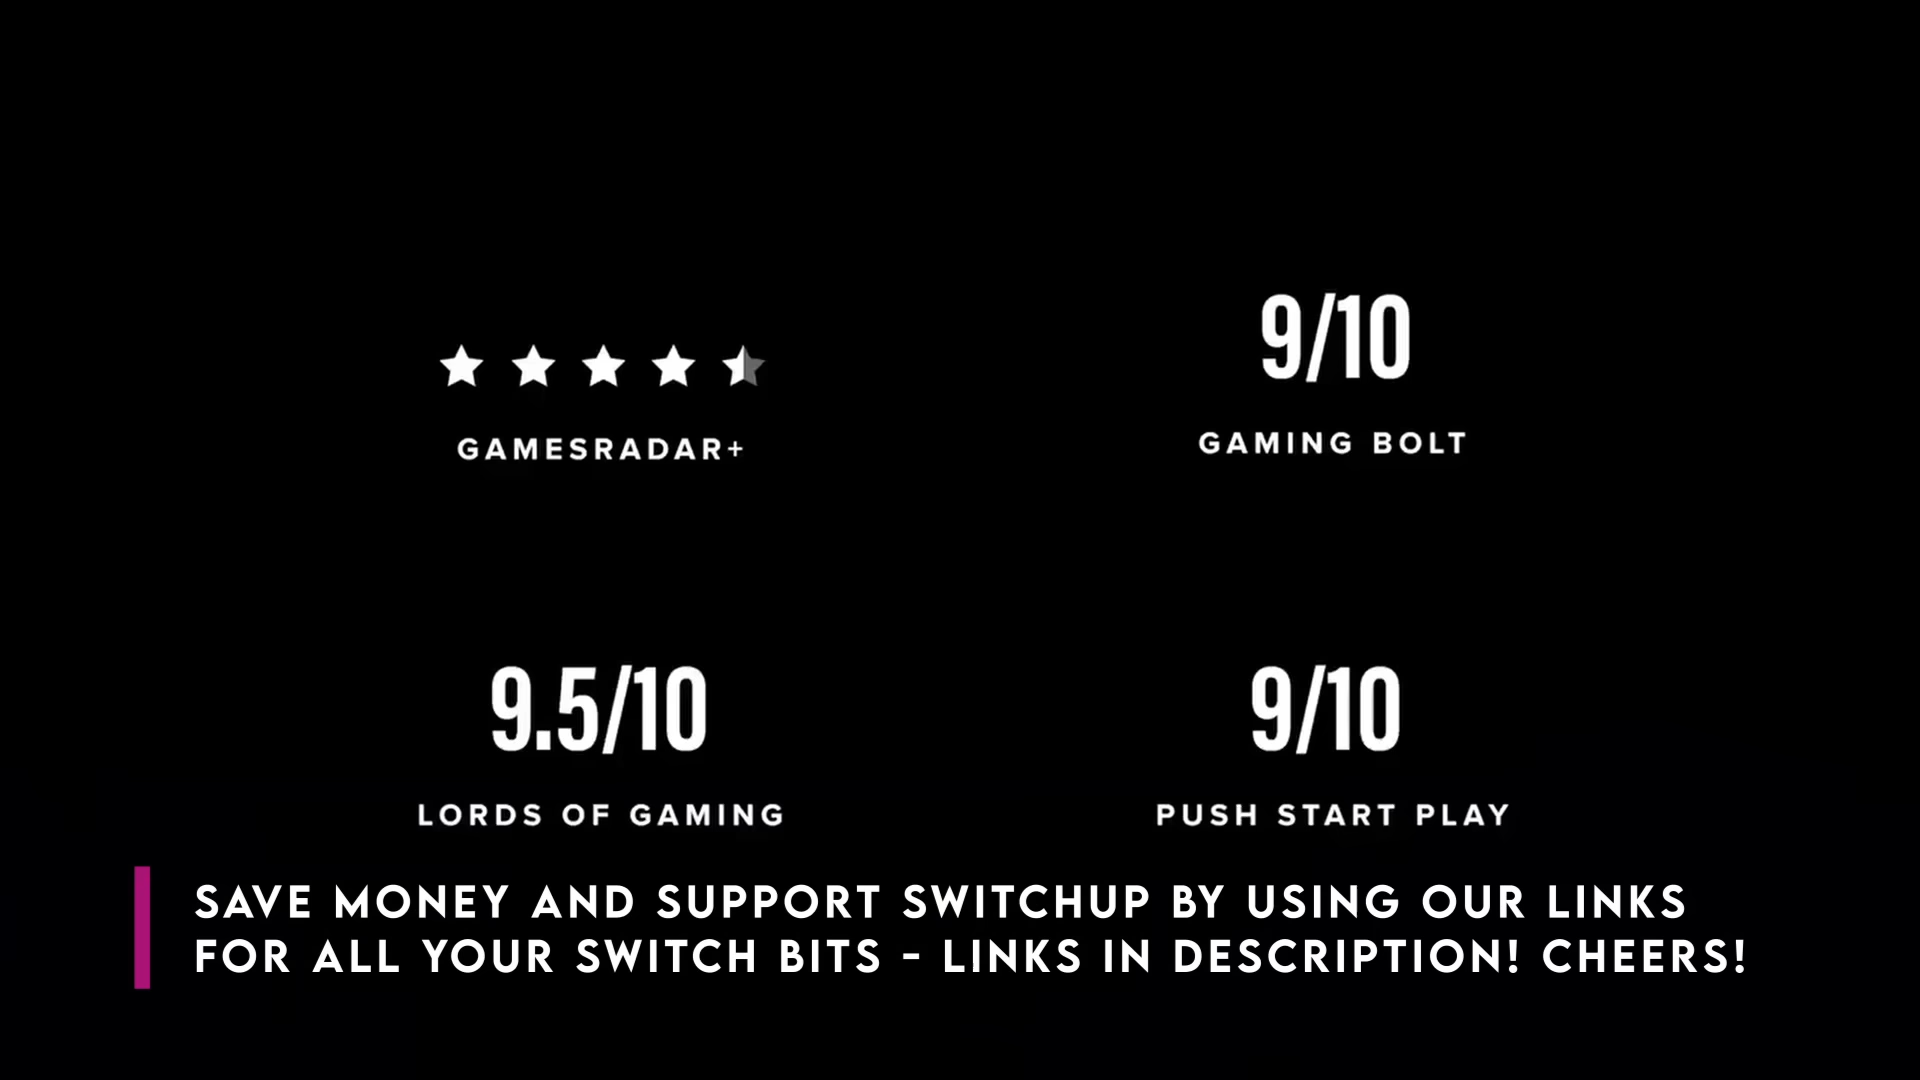 9/10
GAMESRADAR+
GAMING BOLT
9.5/10
9/10
LORDS OF GAMING
PUSH START PLAY
SAVE MONEY AND SUPPORT SWITCHUP BY USING OUR LINKS
FOR ALL YOUR SWITCH BITS - LINKS IN DESCRIPTION! CHEERS!